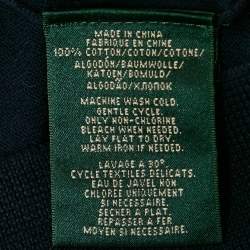 MADE IN CHINA
FABRIQUE EN CHINE
100% COTTON/COTON/COTONE/
ALGODÓN/BAUMWOLLE/
KATOEN/BOMULD/
ALGODÃO/ХЛОПОК
MACHINE WASH COLD.
GENTLE CYCLE.
ONLY NON-CHLORINE
BLEACH WHEN NEEDED.
LAY FLAT TO DRY.
WARM IRON IF NEEDED.
LAVAGE A 30°.
CYCLE TEXTILES DELICATS.
EAU DE JAVEL NON
CHLOREE UNIQUEMENT
SI NECESSAIRE.
SECHER A PLAT.
REPASSER A FER
MOYEN SI NECESSAIRE.